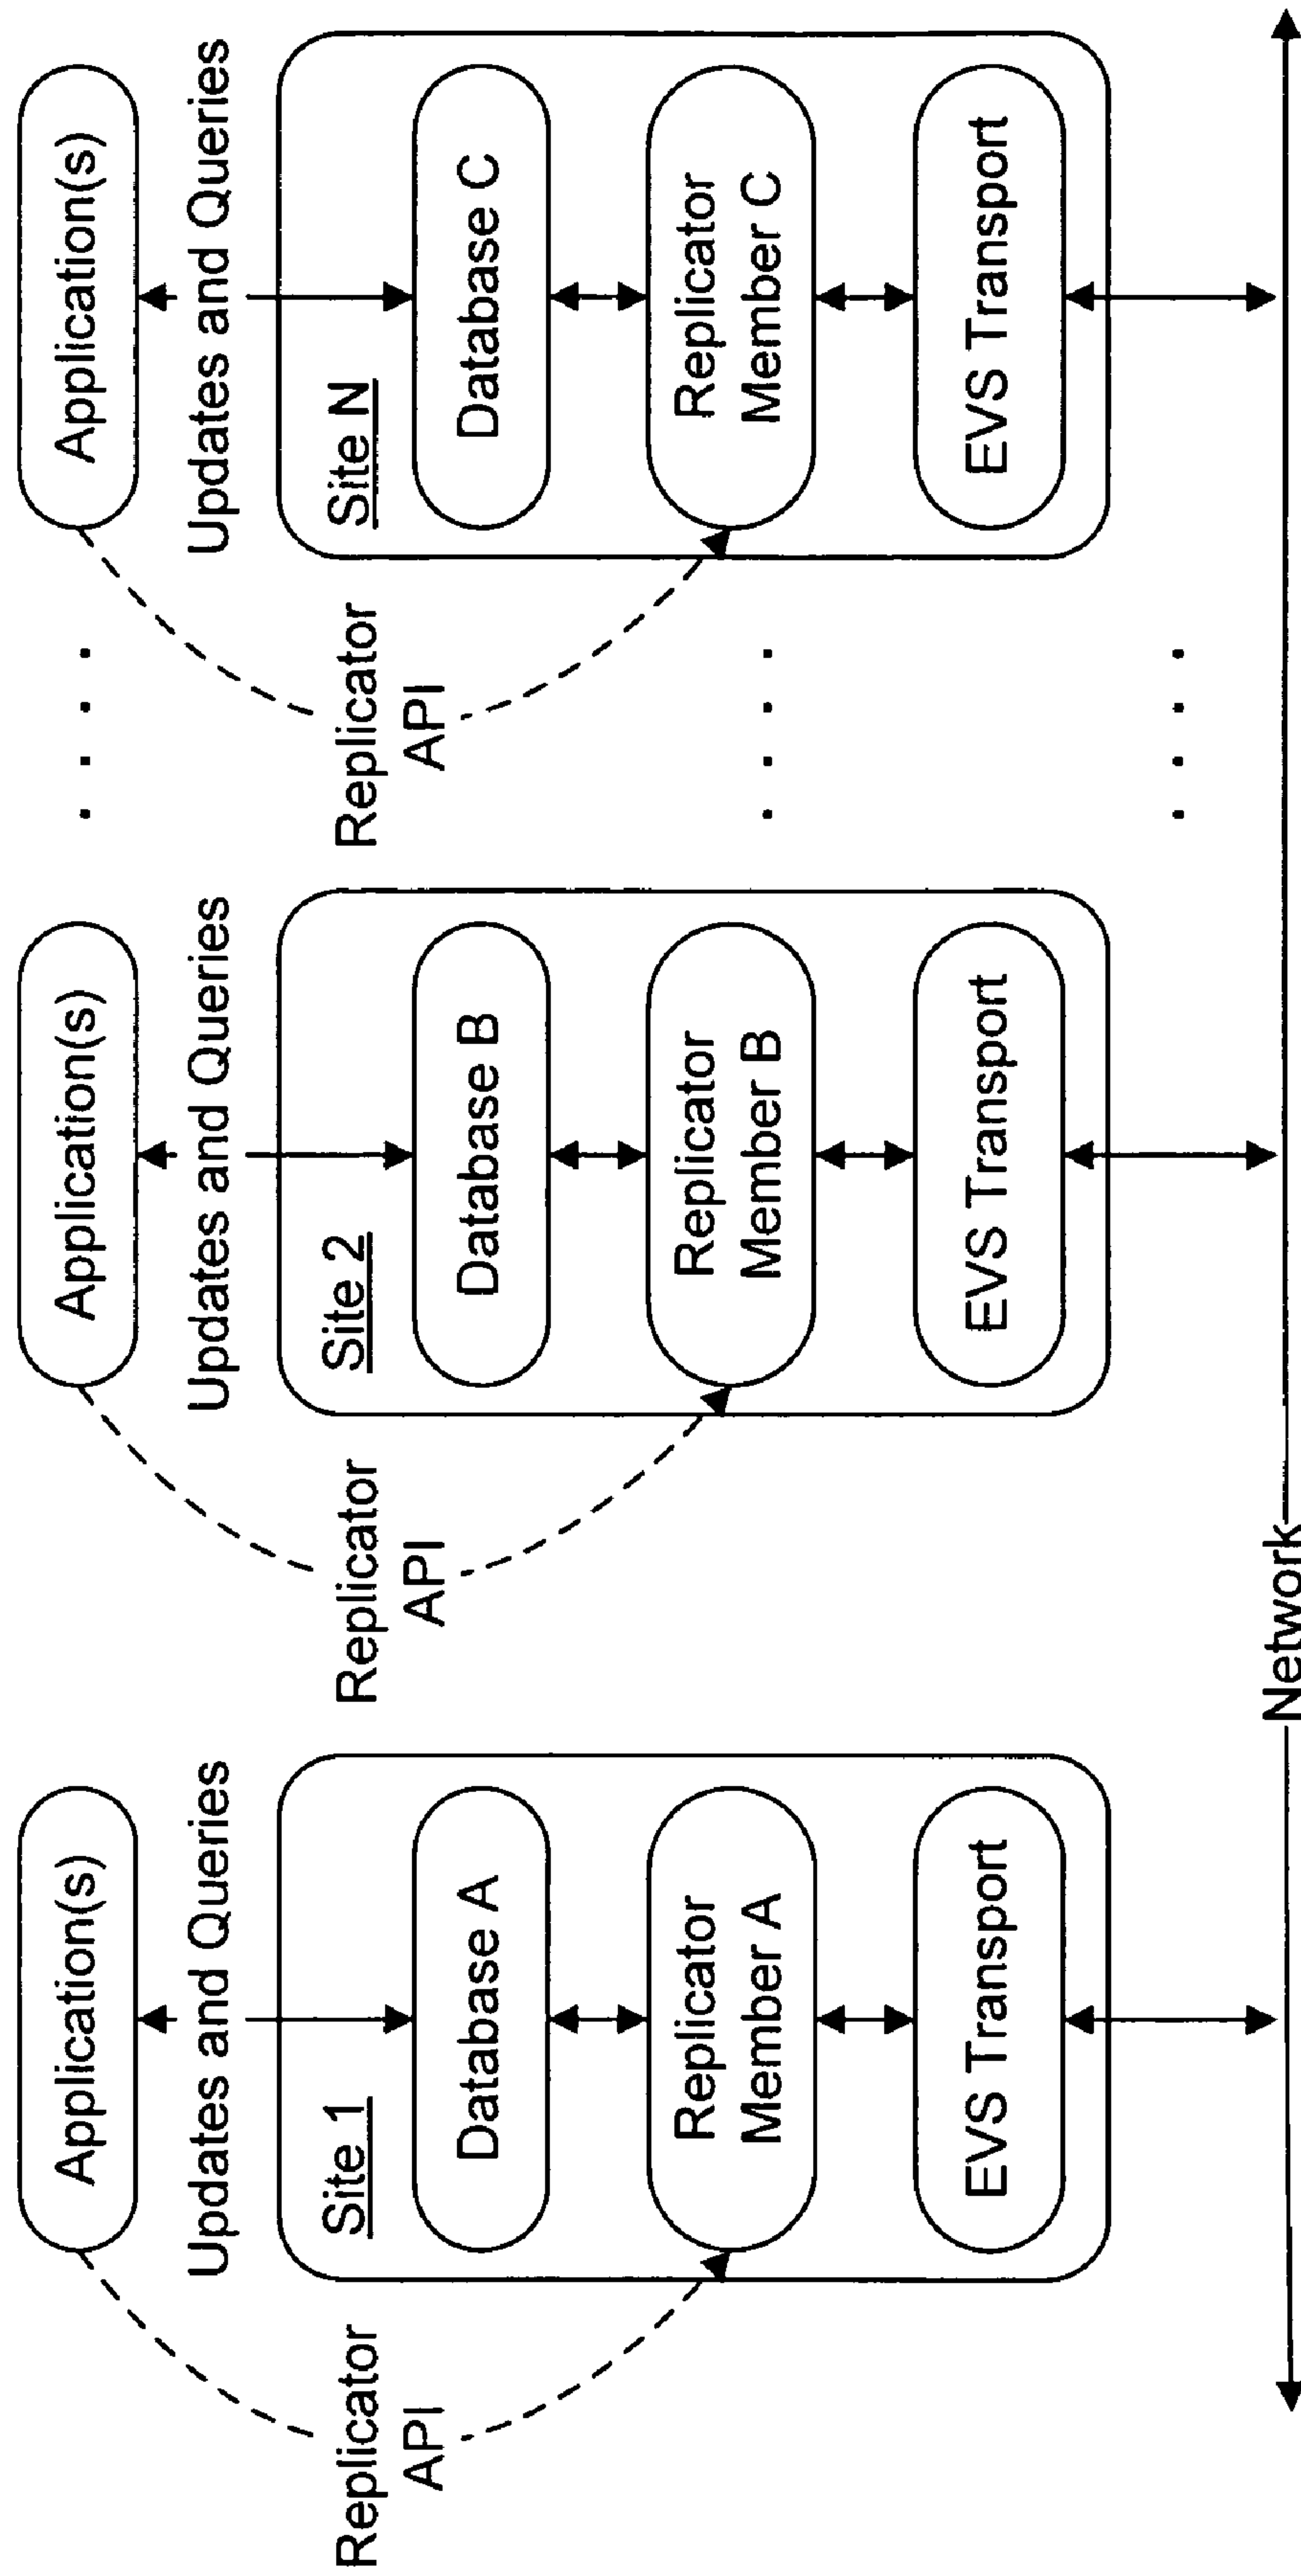 Application(s)
Updates and Queries
Site 1
Database A
Replicator
Member A
EVS Transport
Replicator
API
Application(s)
Updates and Queries
Site 2
Database B
Replicator
Member B
EVS Transport
Replicator
API
Application(s)
Updates and Queries
Site N
Database C
Replicator
Member C
EVS Transport
Replicator
API
Network